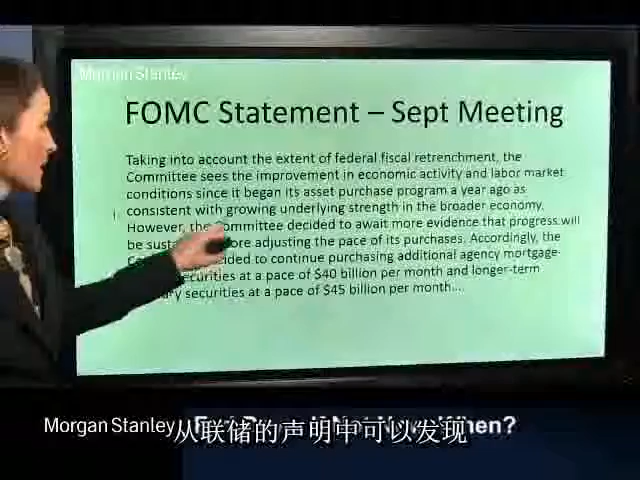 Morgan Stanley
FOMC Statement – Sept Meeting
Taking into account the extent of federal fiscal retrenchment, the
Committee sees the improvement in economic activity and labor market
conditions since it began its asset purchase program a year ago as
consistent with growing underlying strength in the broader economy.
However, the committee decided to await more evidence that progress will
be before adjusting the pace of its purchases. Accordingly, the
decided to continue purchasing additional agency mortgage-
securities at a pace of $40 billion per month and longer-term
securities at a pace of $45 billion per month....
Morgan Stanley When?
从联储的声明中可以发现